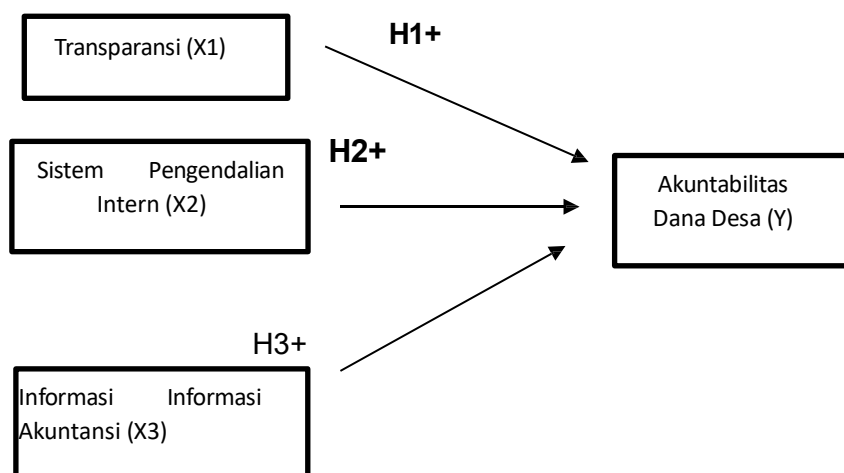 Transparansi (X1)
H1+
Sistem Pengendalian
Intern (X2)
H2+
Akuntabilitas
Dana Desa (Y)
H3+
Informasi Informasi
Akuntansi (X3)